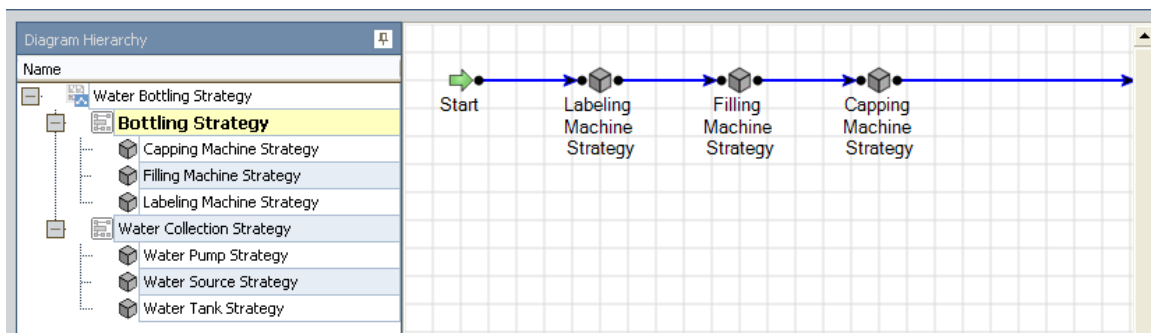 Diagram Hierarchy
Name
Water Bottling Strategy
Bottling Strategy
Capping Machine Strategy
Filling Machine Strategy
Labeling Machine Strategy
Water Collection Strategy
Water Pump Strategy
Water Source Strategy
Water Tank Strategy
Start
Labeling
Machine
Strategy
Filling
Machine
Strategy
Capping
Machine
Strategy